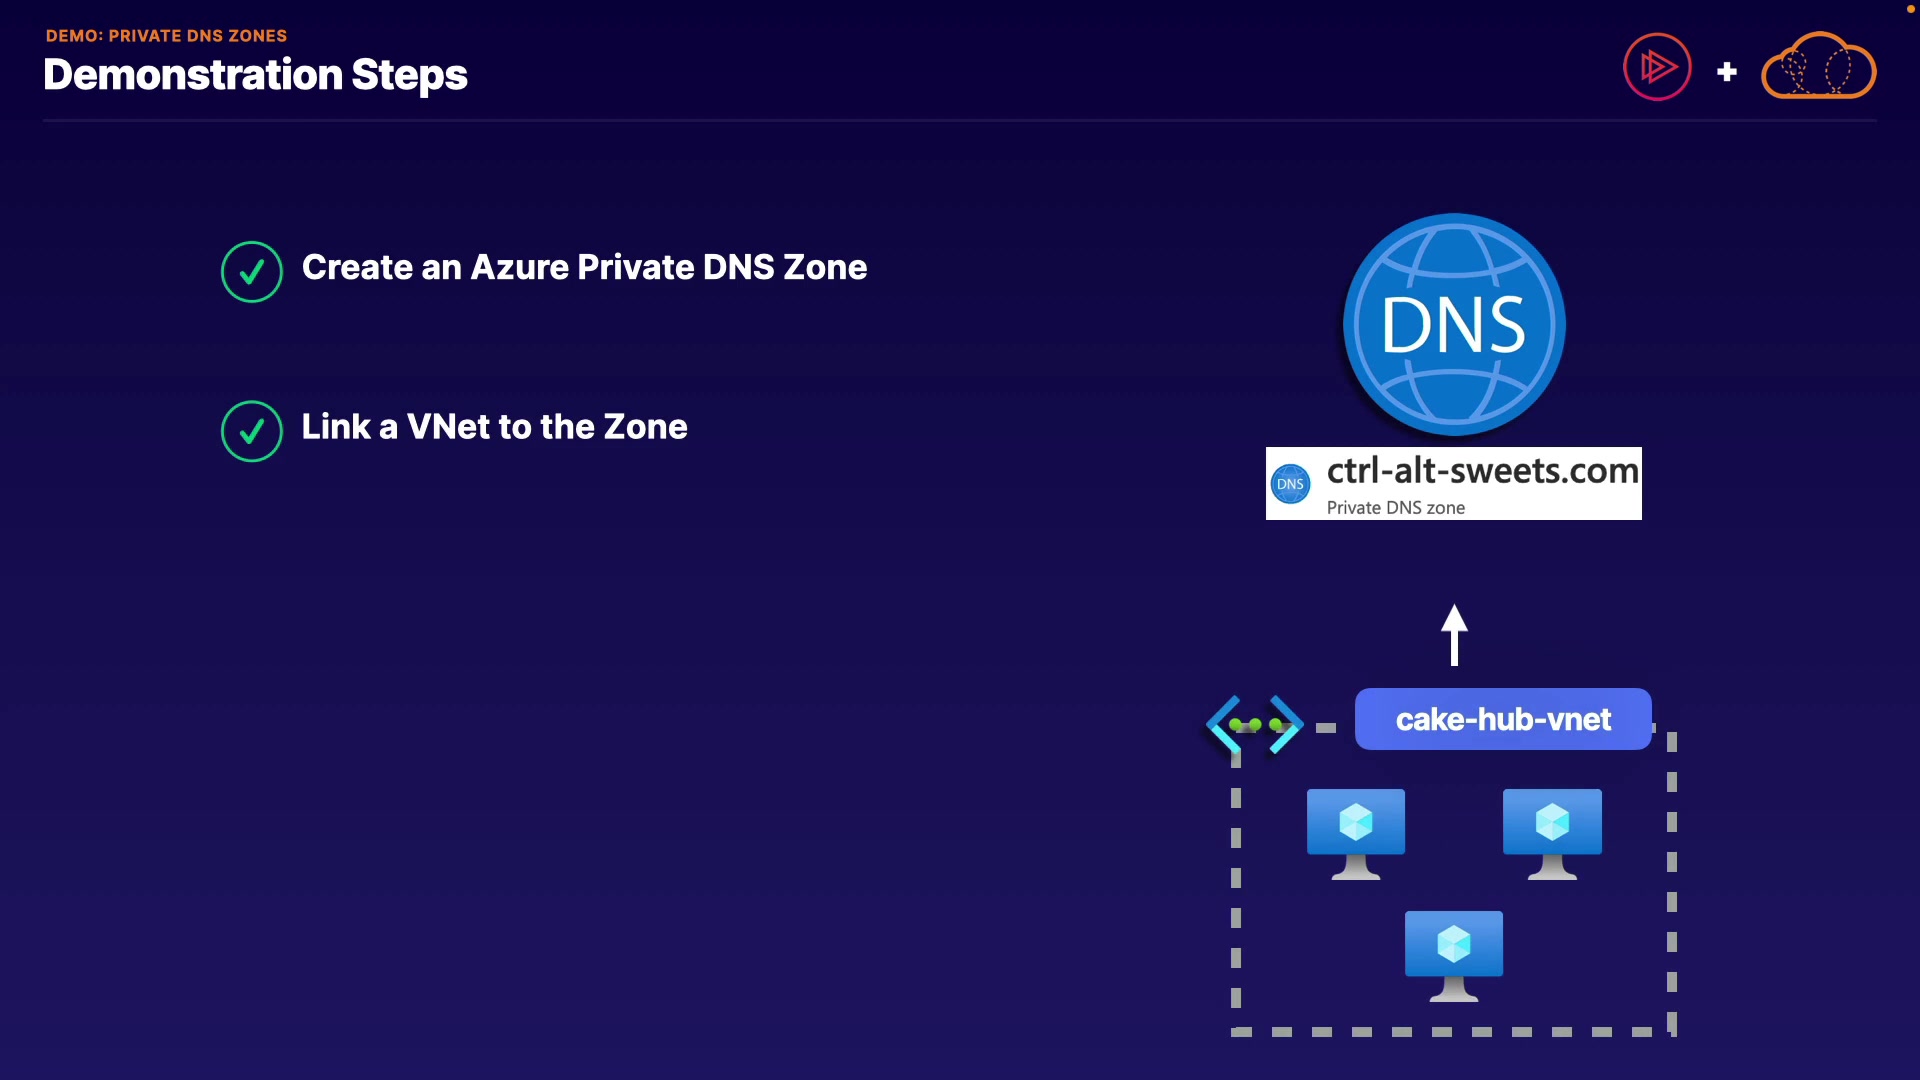 DEMO: PRIVATE DNS ZONES
Demonstration Steps
+
Create an Azure Private DNS Zone
Link a VNet to the Zone
DNS
DNS
ctrl-alt-sweets.com
Private DNS zone
cake-hub-vnet